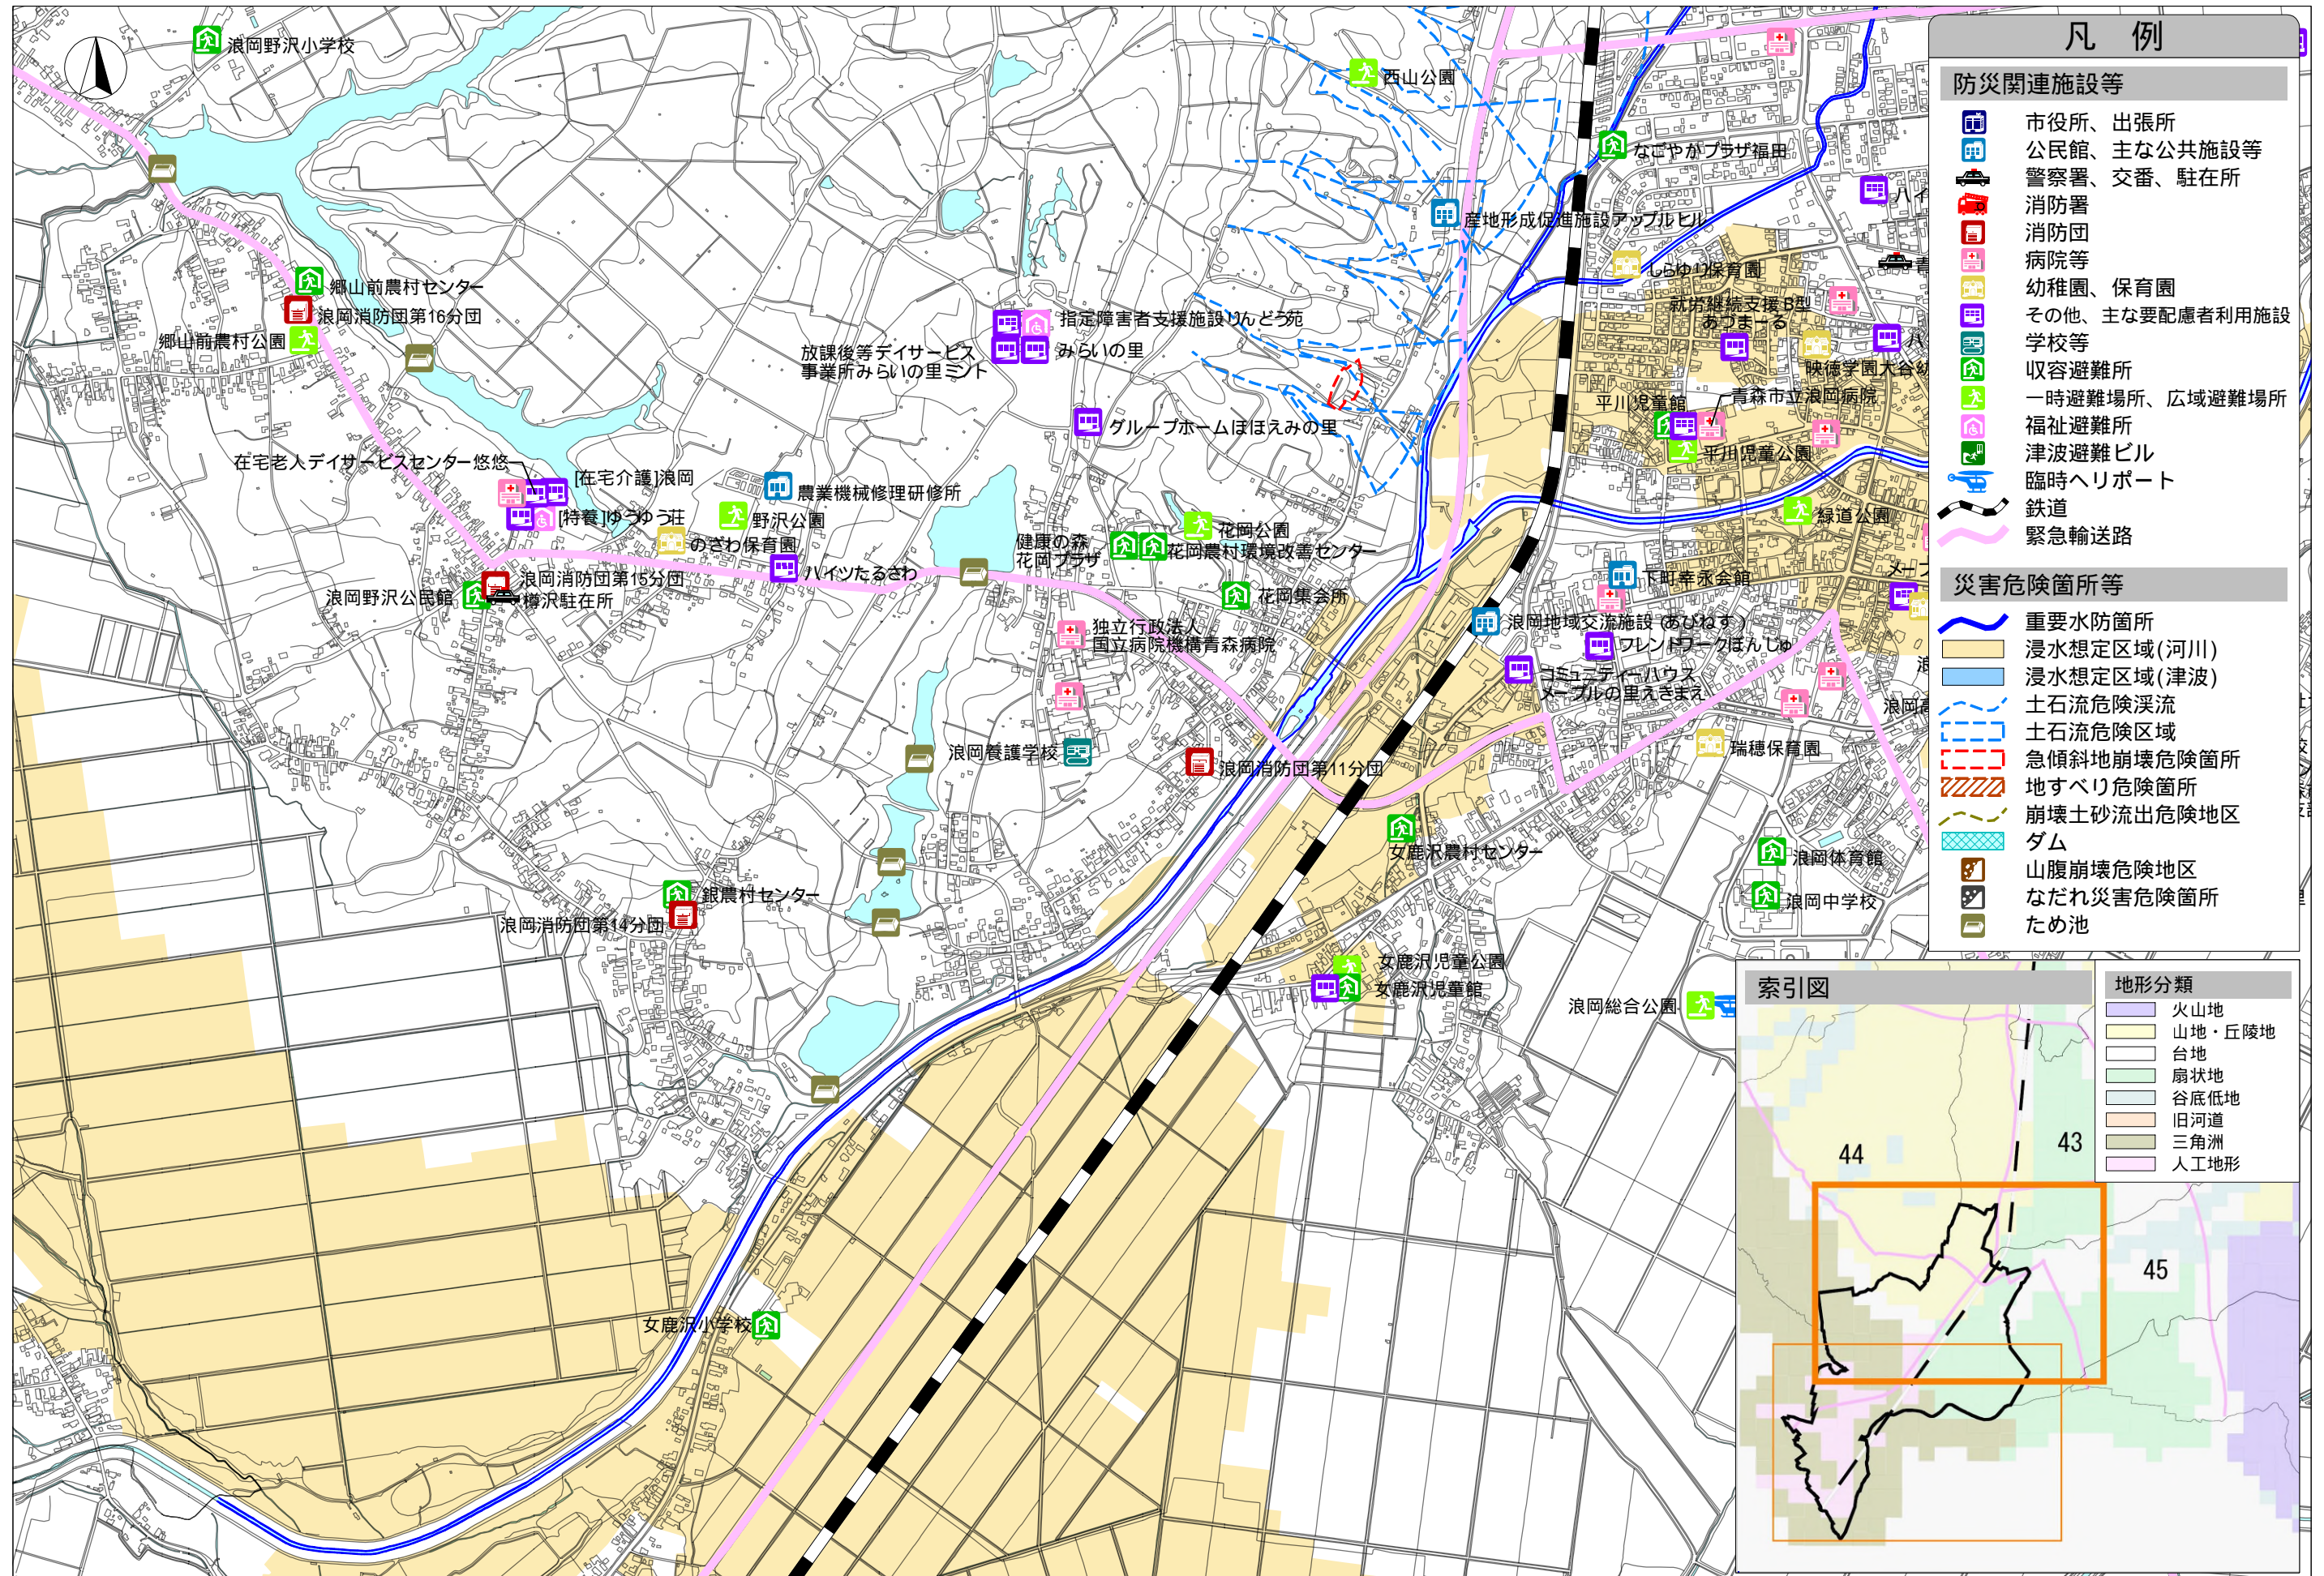 浪岡野沢小学校
西山公園
なごやかプラザ福田
ハイ
産地形成促進施設アップルヒル
しらゆり保育園
郷山前農村センター
浪岡消防団第16分団
郷山前農村公園
指定障害者支援施設りんどう苑
放課後等デイサービス
事業所みらいの里ミント
みらいの里
就労継続支援B型
あづまーる
ハ
映徳学園大谷幼
平川児童館
青森市立浪岡病院
平川児童公園
グループホームほほえみの里
在宅老人デイサービスセンター悠悠
[在宅介護]浪岡
農業機械修理研修所
[特養]ゆうゆう荘
野沢公園
のざわ保育園
ハイツたるさわ
健康の森
花岡プラザ
花岡公園
花岡農村環境改善センター
花岡集会所
緑道公園
下町幸永会館
メープ
浪岡消防団第15分団
樽沢駐在所
浪岡野沢公民館
独立行政法人
国立病院機構青森病院
浪岡地域交流施設(あぴねす)
フレンドワークほんじゅ
コミュニティーハウス
メープルの里えきまえ
浪
浪岡高
浪岡養護学校
浪岡消防団第11分団
瑞穂保育園
女鹿沢農村センター
浪岡体育館
浪岡中学校
銀農村センター
浪岡消防団第14分団
女鹿沢児童公園
女鹿沢児童館
浪岡総合公園
女鹿沢小学校
凡 例
防災関連施設等
市役所、出張所
公民館、主な公共施設等
警察署、交番、駐在所
消防署
消防団
病院等
幼稚園、保育園
その他、主な要配慮者利用施設
学校等
収容避難所
一時避難場所、広域避難場所
福祉避難所
津波避難ビル
臨時ヘリポート
鉄道
緊急輸送路
災害危険箇所等
重要水防箇所
浸水想定区域(河川)
浸水想定区域(津波)
土石流危険渓流
土石流危険区域
急傾斜地崩壊危険箇所
地すべり危険箇所
崩壊土砂流出危険地区
ダム
山腹崩壊危険地区
なだれ災害危険箇所
ため池
索引図
44
43
45
地形分類
火山地
山地・丘陵地
台地
扇状地
谷底低地
旧河道
三角洲
人工地形